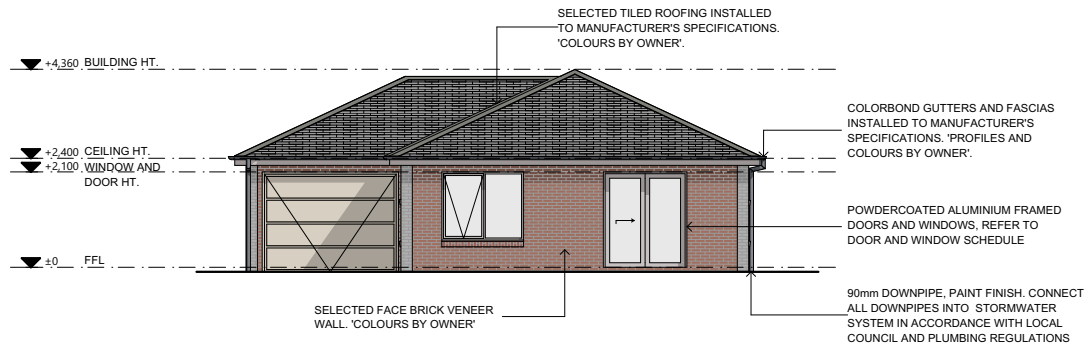 SELECTED TILED ROOFING INSTALLED
TO MANUFACTURER'S SPECIFICATIONS.
'COLOURS BY OWNER'.
+4,360 BUILDING HT.
COLORBOND GUTTERS AND FASCIAS
INSTALLED TO MANUFACTURER'S
SPECIFICATIONS. 'PROFILES AND
COLOURS BY OWNER'.
+2,400 CEILING HT.
+2,100 WINDOW AND
DOOR HT.
POWDERCOATED ALUMINIUM FRAMED
DOORS AND WINDOWS, REFER TO
DOOR AND WINDOW SCHEDULE
±0 FFL
SELECTED FACE BRICK VENEER
WALL. 'COLOURS BY OWNER'
90mm DOWNPIPE, PAINT FINISH. CONNECT
ALL DOWNPIPES INTO STORMWATER
SYSTEM IN ACCORDANCE WITH LOCAL
COUNCIL AND PLUMBING REGULATIONS